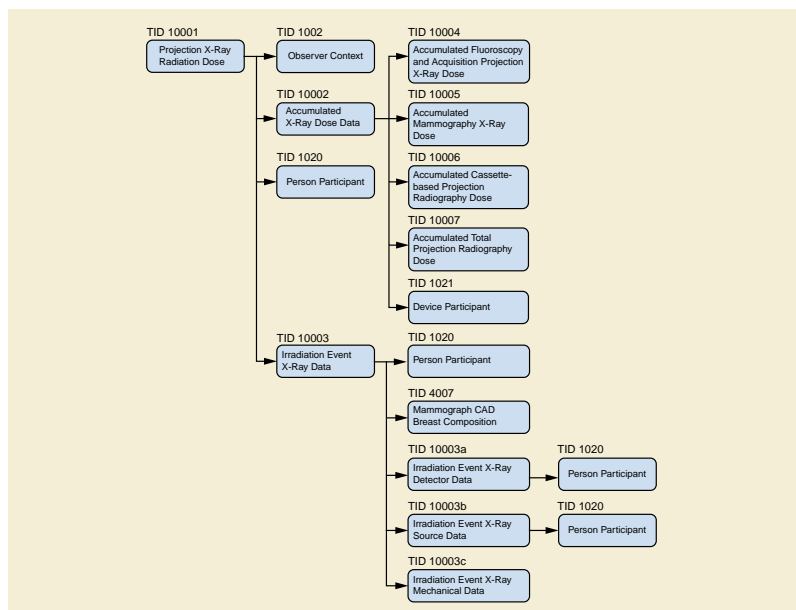 TID 10001
Projection X-Ray
Radiation Dose
TID 1002
Observer Context
TID 10002
Accumulated
X-Ray Dose Data
TID 1020
Person Participant
TID 10003
Irradiation Event
X-Ray Data
TID 10004
Accumulated Fluoroscopy
and Acquisition Projection
X-Ray Dose
TID 10005
Accumulated
Mammography X-Ray
Dose
TID 10006
Accumulated Cassette-
based Projection
Radiography Dose
TID 10007
Accumulated Total
Projection Radiography
Dose
TID 1021
Device Participant
TID 1020
Person Participant
TID 4007
Mammograph CAD
Breast Composition
TID 10003a
Irradiation Event X-Ray
Detector Data
TID 1020
Person Participant
TID 10003b
Irradiation Event X-Ray
Source Data
TID 1020
Person Participant
TID 10003c
Irradiation Event X-Ray
Mechanical Data